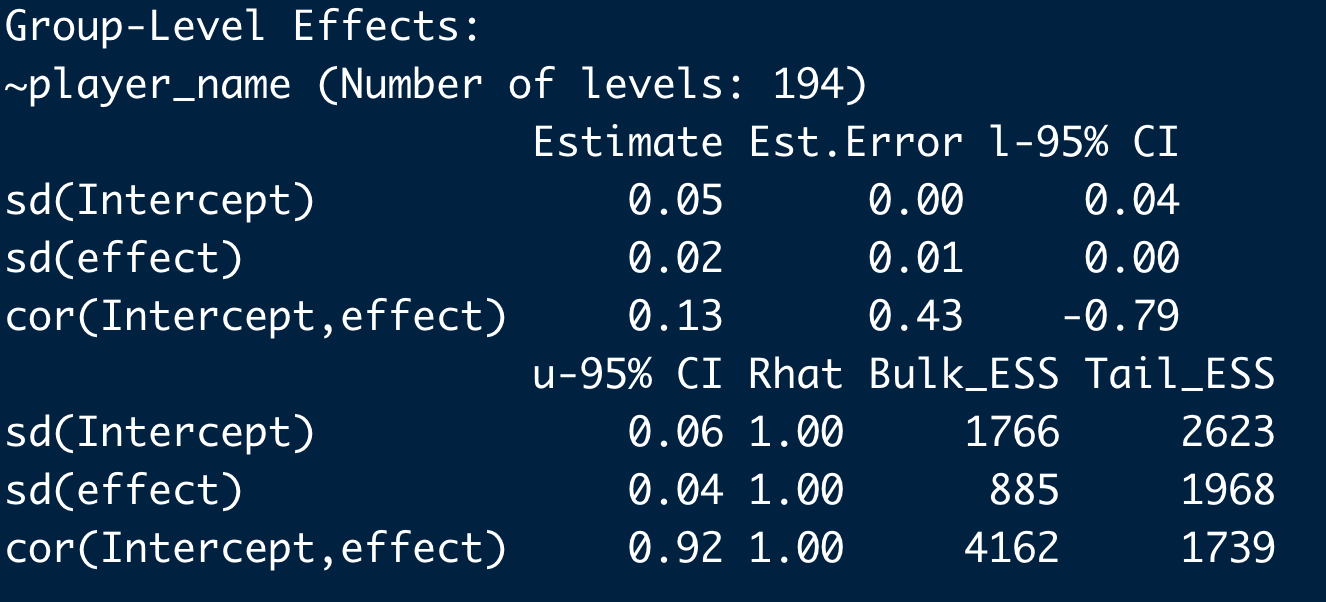 Group-Level Effects:
~player_name (Number of levels: 194)
                      Estimate Est.Error l-95% CI
sd(Intercept)             0.05      0.00     0.04
sd(effect)                0.02      0.01     0.00
cor(Intercept,effect)     0.13      0.43    -0.79
                      u-95% CI Rhat Bulk_ESS Tail_ESS
sd(Intercept)             0.06 1.00     1766     2623
sd(effect)                0.04 1.00      885     1968
cor(Intercept,effect)     0.92 1.00     4162     1739